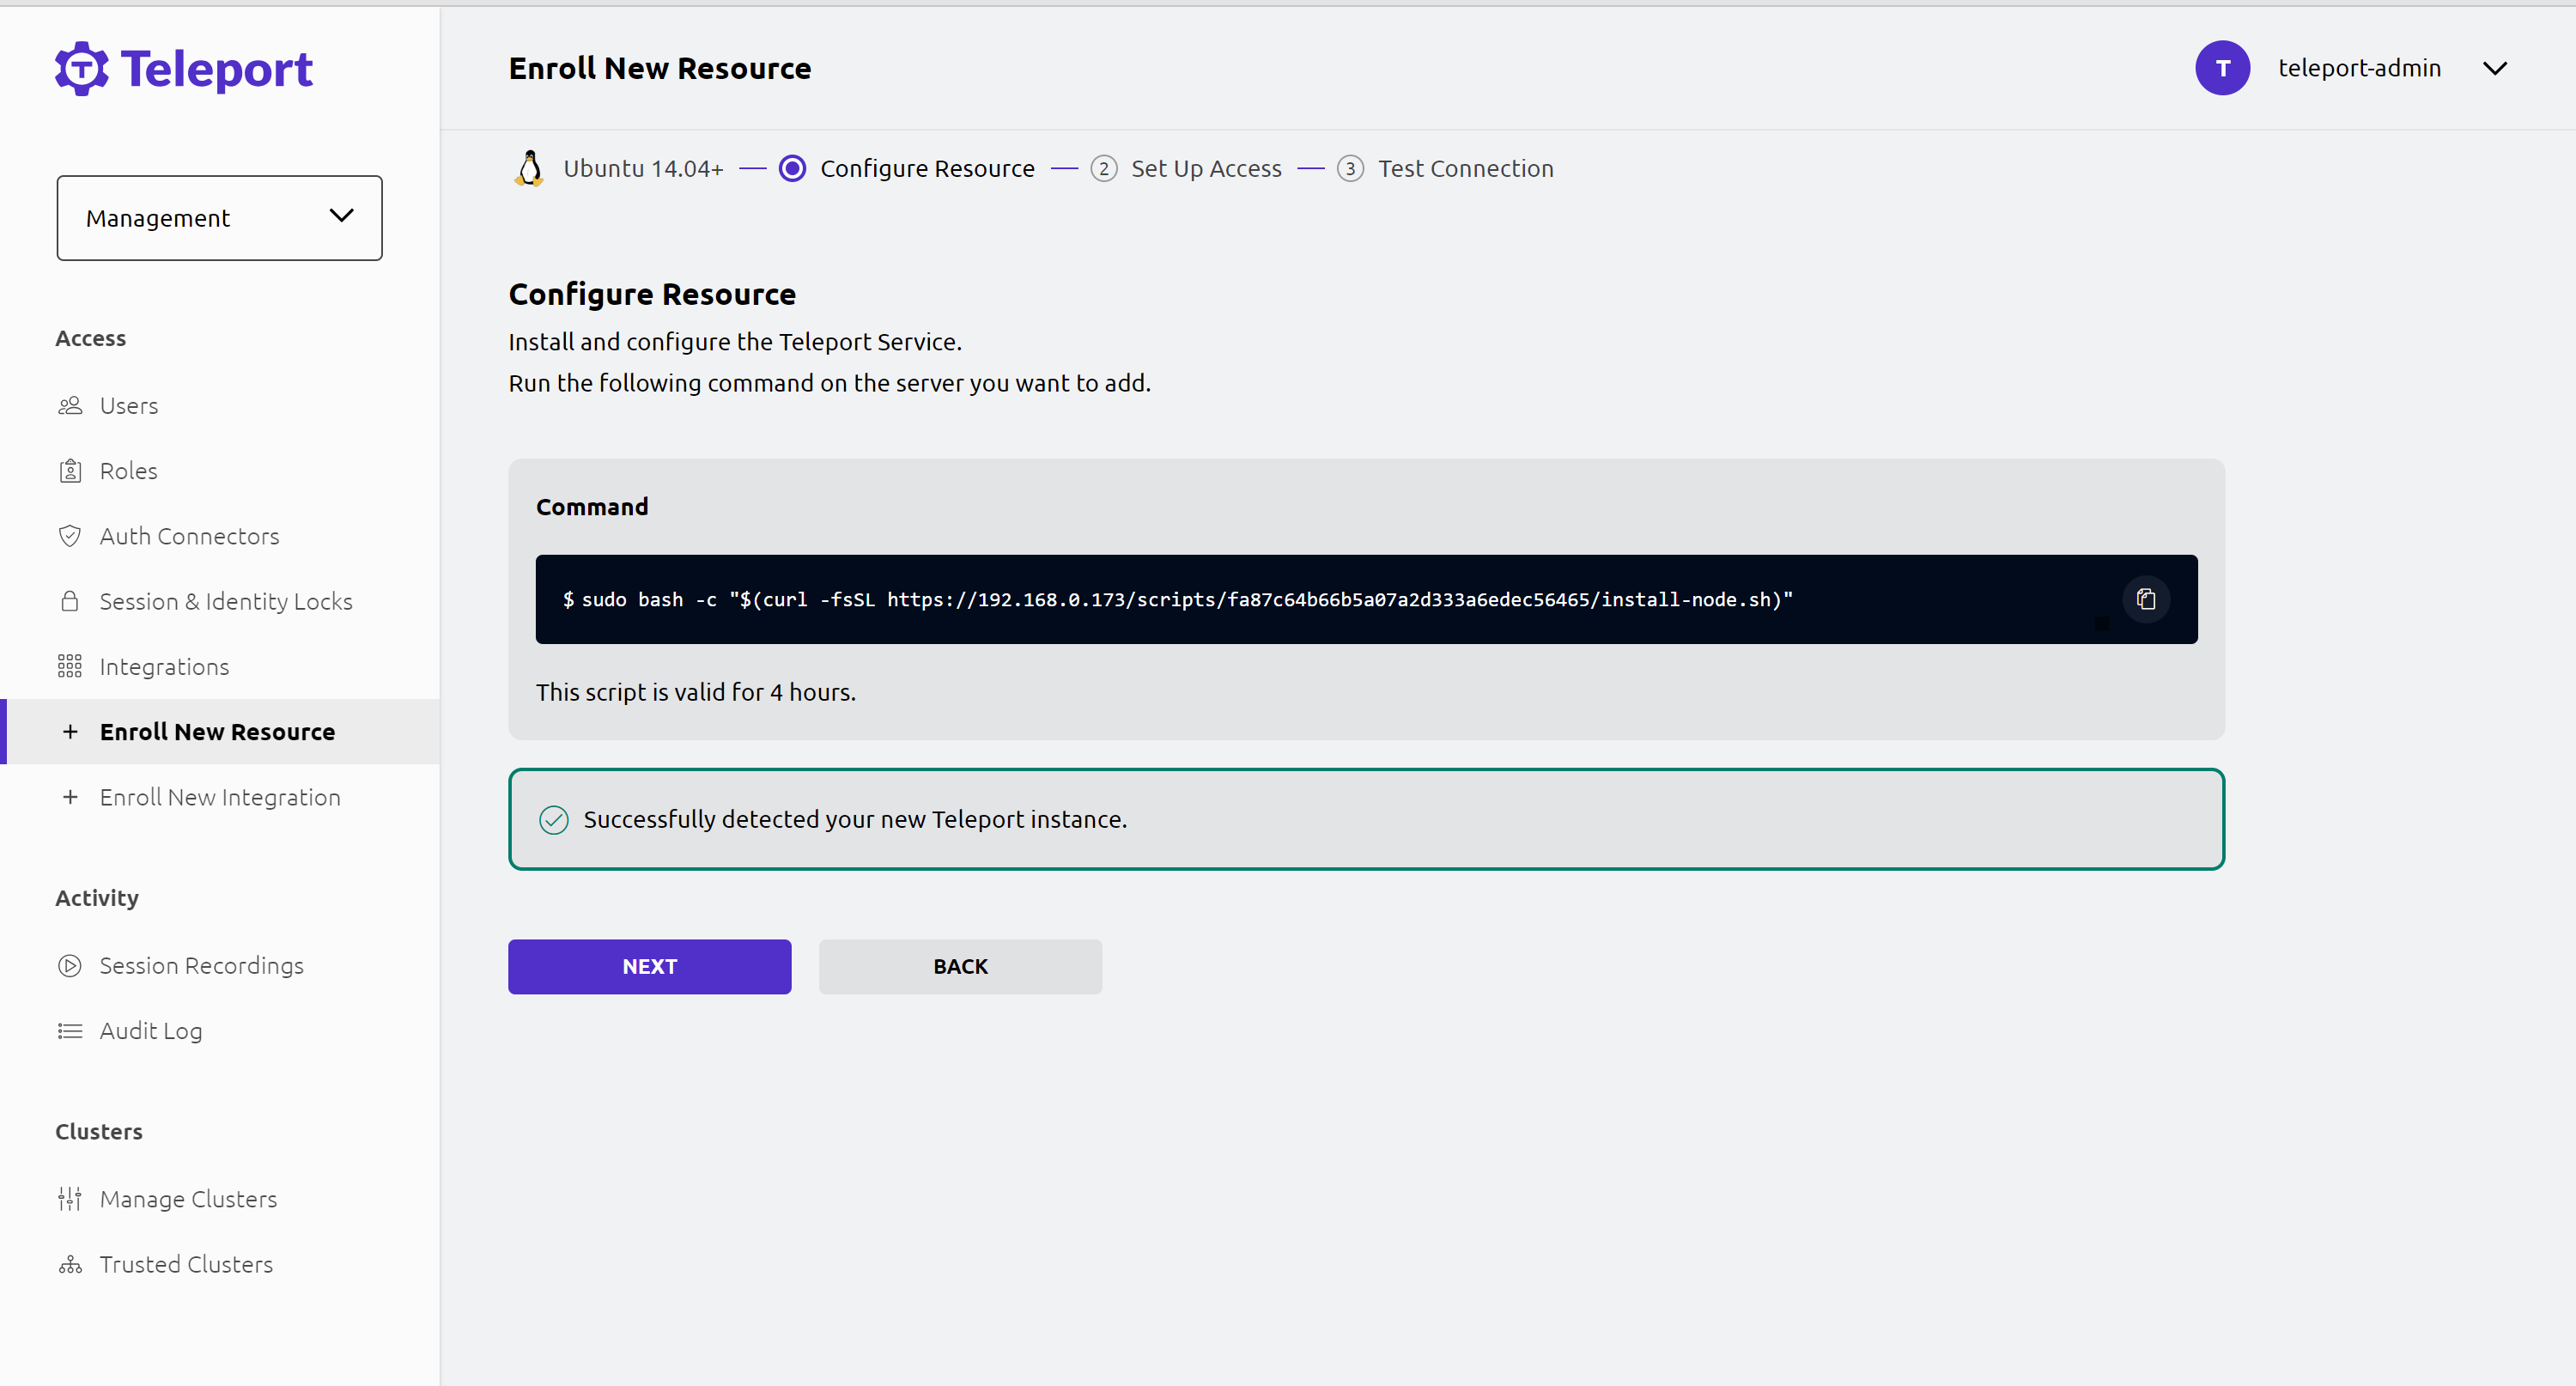 Teleport
Enroll New Resource
T teleport-admin
Management
Ubuntu 14.04+ Configure Resource 2 Set Up Access 3 Test Connection
Access
Users
Roles
Auth Connectors
Session & Identity Locks
Integrations
Enroll New Resource
Enroll New Integration
Activity
Session Recordings
Audit Log
Clusters
Manage Clusters
Trusted Clusters
Configure Resource
Install and configure the Teleport Service.
Run the following command on the server you want to add.
Command
$ sudo bash -c "$(curl -fsSL https://192.168.0.173/scripts/fa87c64b66b5a07a2d333a6edec56465/install-node.sh)"
This script is valid for 4 hours.
Successfully detected your new Teleport instance.
NEXT BACK